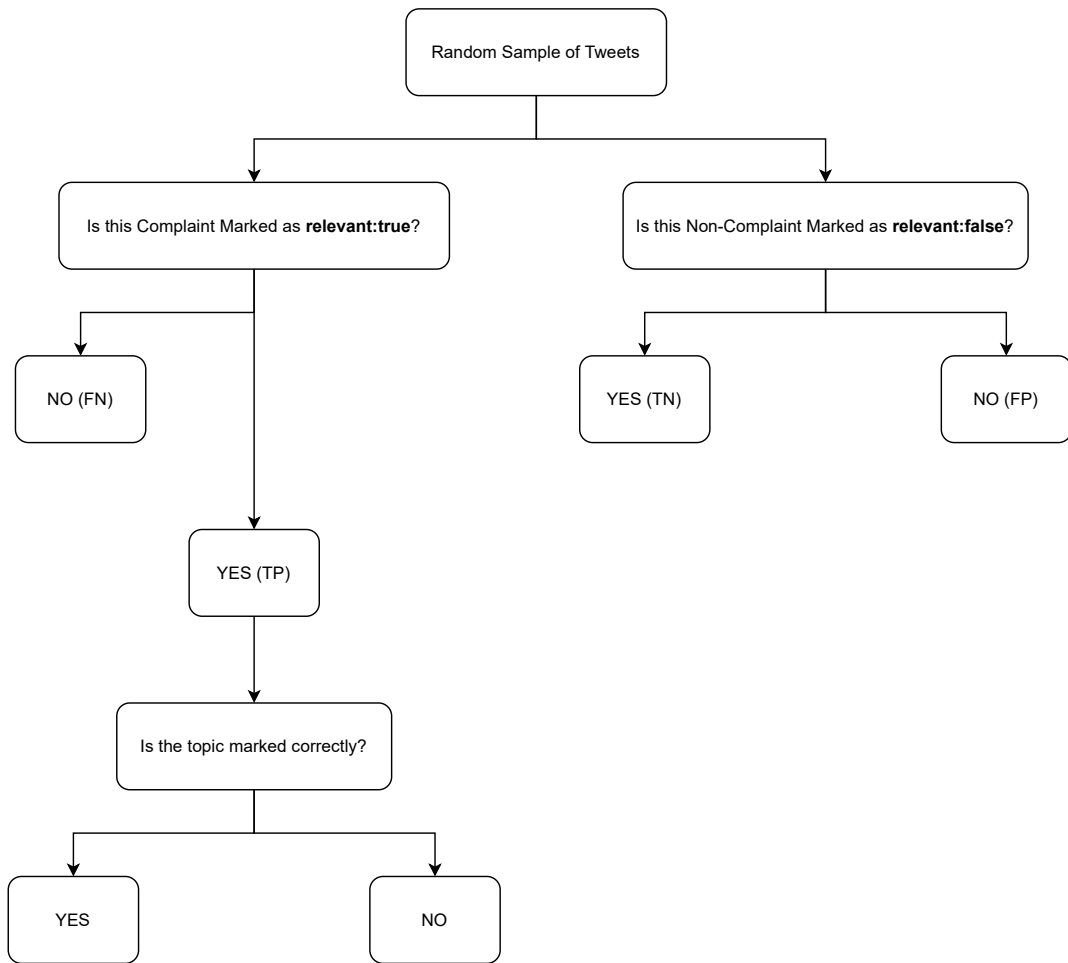 Random Sample of Tweets
Is this Complaint Marked as relevant:true?
Is this Non-Complaint Marked as relevant:false?
NO (FN)
YES (TN)
NO (FP)
YES (TP)
Is the topic marked correctly?
YES
NO